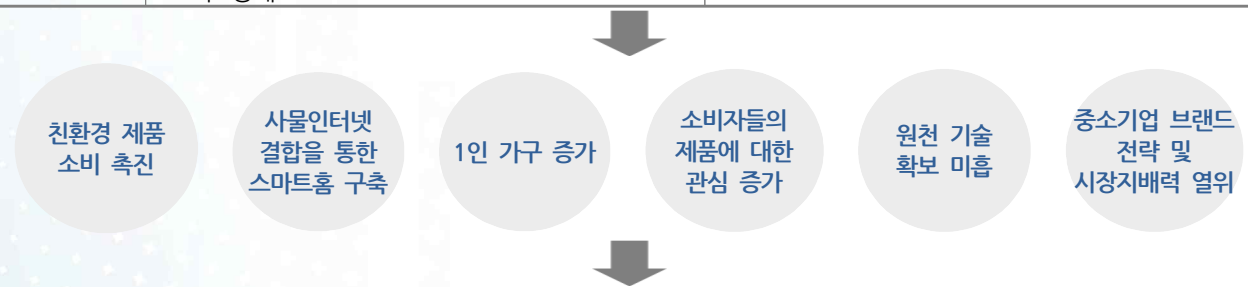 친환경 제품
소비 촉진
사물인터넷
결합을 통한
스마트홈 구축
1인 가구 증가
소비자들의
제품에 대한
관심 증가
원천 기술
확보 미흡
중소기업 브랜드
전략 및
시장지배력 열위